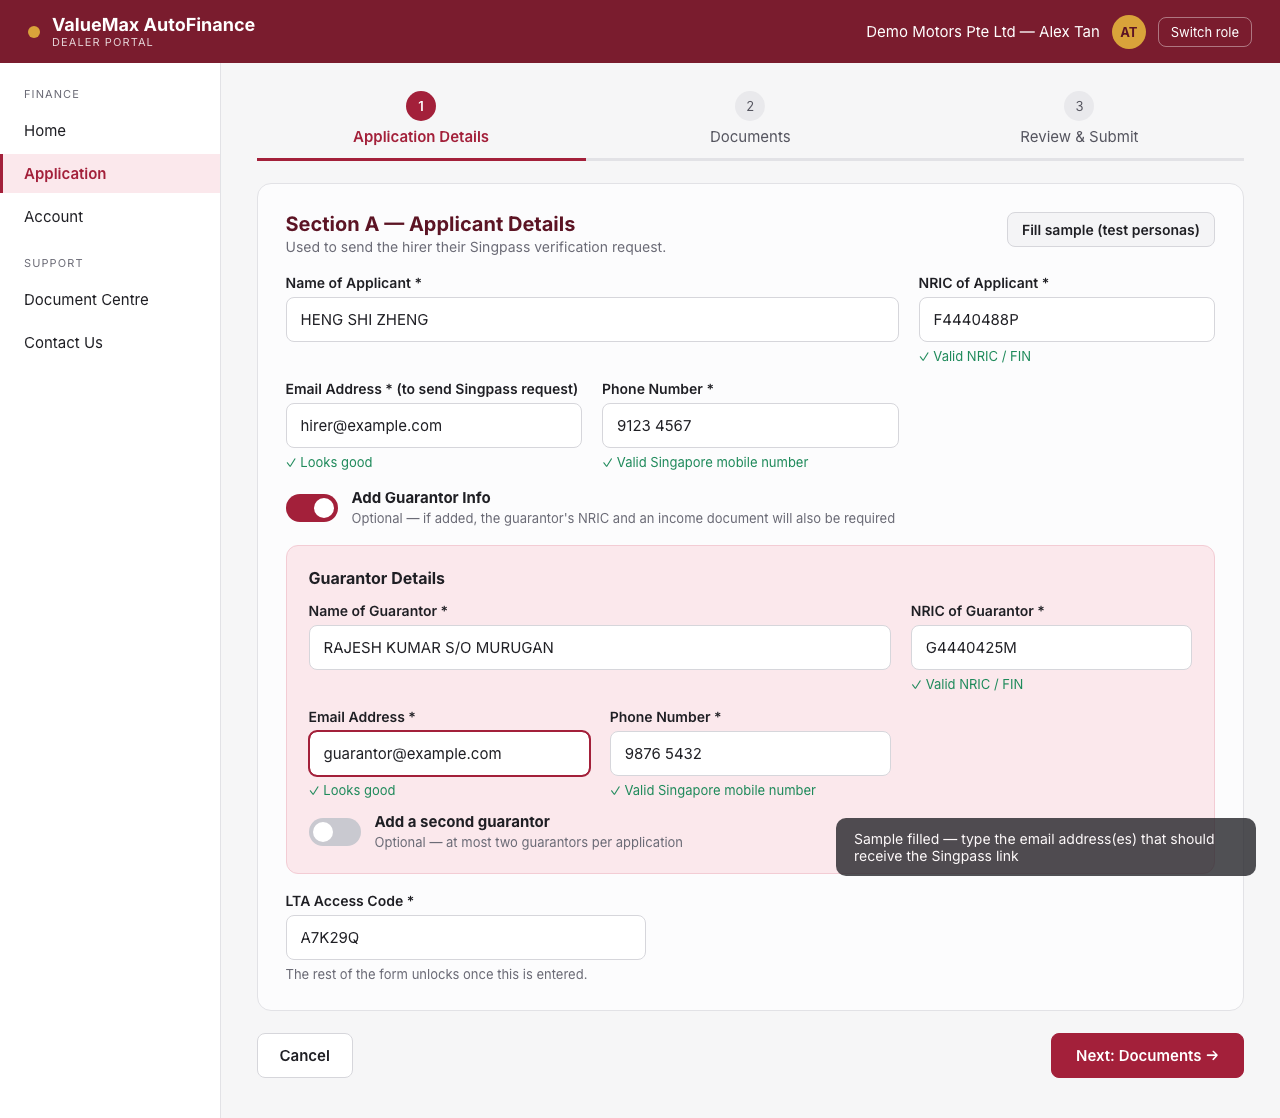 ValueMax AutoFinance
DEALER PORTAL
Demo Motors Pte Ltd — Alex Tan
AT
Switch role
FINANCE
Home
Application
Account
SUPPORT
Document Centre
Contact Us
1
Application Details
2
Documents
3
Review & Submit
Section A — Applicant Details
Used to send the hirer their Singpass verification request.
Fill sample (test personas)
Name of Applicant *
HENG SHI ZHENG
NRIC of Applicant *
F4440488P
✓ Valid NRIC / FIN
Email Address * (to send Singpass request)
hirer@example.com
✓ Looks good
Phone Number *
9123 4567
✓ Valid Singapore mobile number
Add Guarantor Info
Optional — if added, the guarantor's NRIC and an income document will also be required
Guarantor Details
Name of Guarantor *
RAJESH KUMAR S/O MURUGAN
NRIC of Guarantor *
G4440425M
✓ Valid NRIC / FIN
Email Address *
guarantor@example.com
✓ Looks good
Phone Number *
9876 5432
✓ Valid Singapore mobile number
Add a second guarantor
Optional — at most two guarantors per application
Sample filled — type the email address(es) that should
receive the Singpass link
LTA Access Code *
A7K29Q
The rest of the form unlocks once this is entered.
Cancel
Next: Documents →